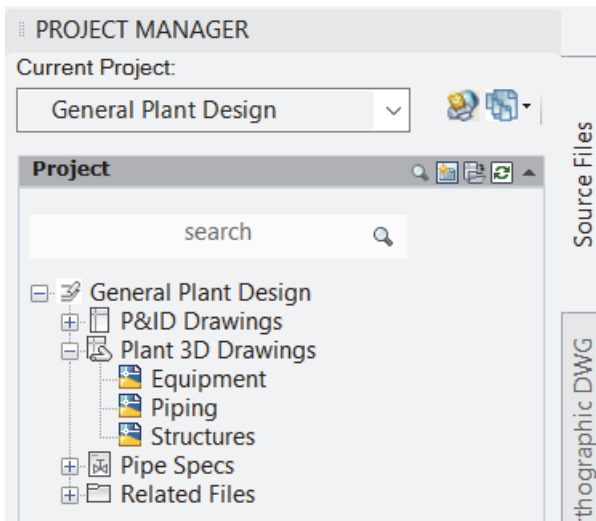 PROJECT MANAGER
Current Project:
General Plant Design
Project
search
General Plant Design
P&ID Drawings
Plant 3D Drawings
Equipment
Piping
Structures
Pipe Specs
Related Files
Source Files
DWG